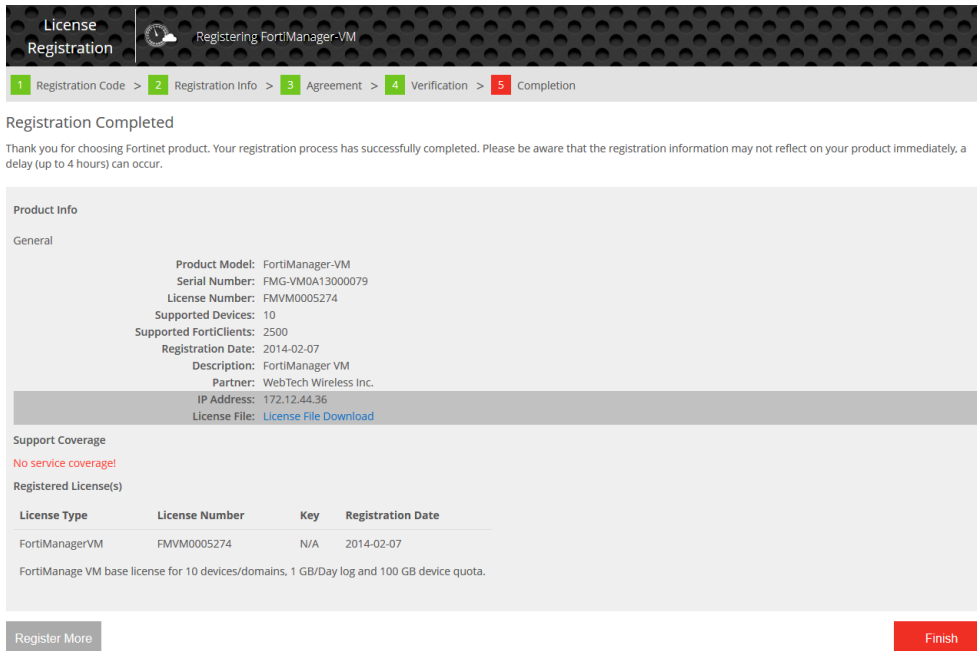 License
Registration
Registering FortiManager-VM
1 Registration Code > 2 Registration Info > 3 Agreement > 4 Verification > 5 Completion
Registration Completed
Thank you for choosing Fortinet product. Your registration process has successfully completed. Please be aware that the registration information may not reflect on your product immediately, a
delay (up to 4 hours) can occur.
Product Info
General
Product Model: FortiManager-VM
Serial Number: FMG-VM0A13000079
License Number: FMVM0005274
Supported Devices: 10
Supported FortiClients: 2500
Registration Date: 2014-02-07
Description: FortiManager VM
Partner: WebTech Wireless Inc.
IP Address: 172.12.44.36
License File: License File Download
Support Coverage
No service coverage!
Registered License(s)
License Type License Number Key Registration Date
FortiManagerVM FMVM0005274 N/A 2014-02-07
FortiManage VM base license for 10 devices/domains, 1 GB/Day log and 100 GB device quota.
Register More
Finish